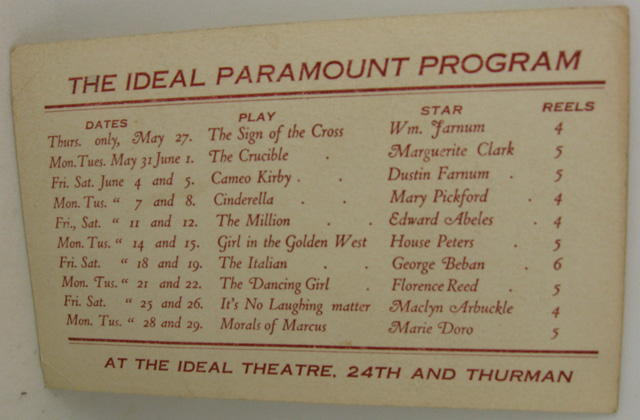 THE IDEAL PARAMOUNT PROGRAM
DATES PLAY STAR REELS
Thurs. only, May 27. The Sign of the Cross Wm. Farnum 4
Mon. Tues. May 31 June 1. The Crucible . Marguerite Clark 5
Fri. Sat. June 4 and 5. Cameo Kirby . . Dustin Farnum . 5
Mon. Tus. " 7 and 8. Cinderella . . Mary Pickford . 4
Fri., Sat. " 11 and 12. The Million . . Edward Abeles . 4
Mon. Tus. " 14 and 15. Girl in the Golden West House Peters . 5
Fri. Sat. " 18 and 19. The Italian . . George Beban . 6
Mon. Tus. " 21 and 22. The Dancing Girl . Florence Reed . 5
Fri. Sat. " 25 and 26. It's No Laughing matter Maclyn Arbuckle 4
Mon. Tus. " 28 and 29. Morals of Marcus Marie Doro 5
AT THE IDEAL THEATRE, 24TH AND THURMAN